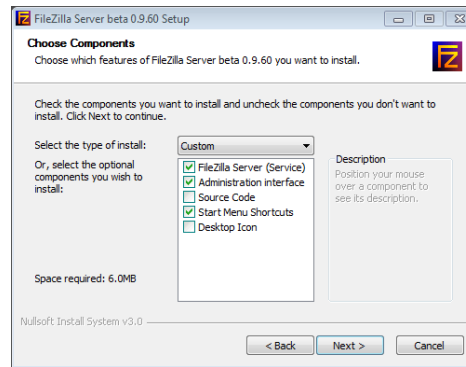 FileZilla Server beta 0.9.60 Setup
Choose Components
Choose which features of FileZilla Server beta 0.9.60 you want to install.
Fz
Check the components you want to install and uncheck the components you don't want to
install. Click Next to continue.
Select the type of install:
Custom
Or, select the optional
components you wish to
install:
FileZilla Server (Service)
Administration interface
Source Code
Start Menu Shortcuts
Desktop Icon
Description
Position your mouse
over a component to
see its description.
Space required: 6.0MB
Nullsoft Install System v3.0
< Back
Next >
Cancel